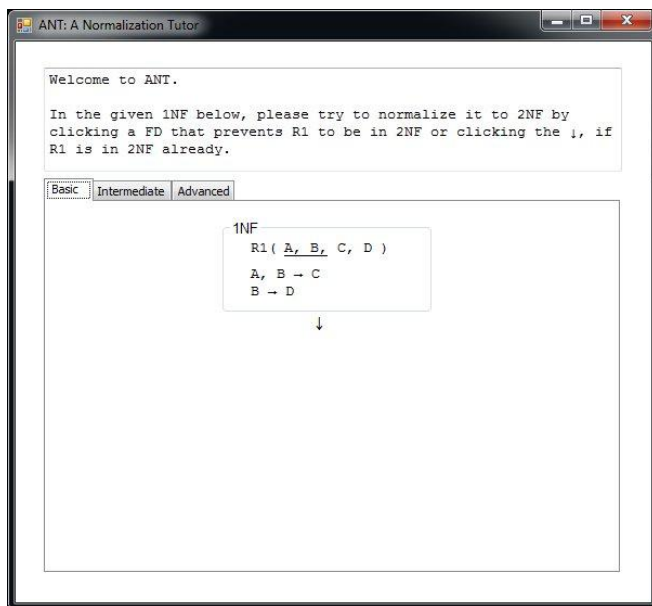 ANT: A Normalization Tutor
Welcome to ANT.
In the given 1NF below, please try to normalize it to 2NF by
clicking a FD that prevents R1 to be in 2NF or clicking the ↓, if
R1 is in 2NF already.
Basic Intermediate Advanced
1NF
R1( A, B, C, D )
A, B → C
B → D
↓